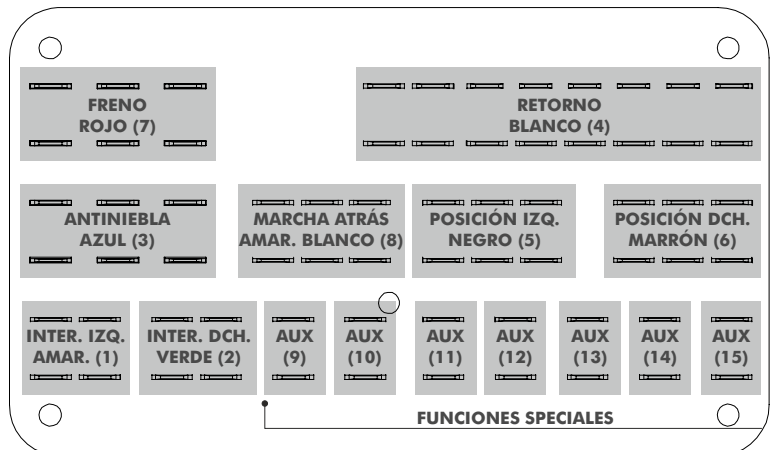 FRENO
ROJO (7)
RETORNO
BLANCO (4)
ANTINIEBLA
AZUL (3)
MARCHA ATRÁS
AMAR. BLANCO (8)
POSICIÓN IZQ.
NEGRO (5)
POSICIÓN DCH.
MARRÓN (6)
INTER. IZQ.
AMAR. (1)
INTER. DCH.
VERDE (2)
AUX
(9)
AUX
(10)
AUX
(11)
AUX
(12)
AUX
(13)
AUX
(14)
AUX
(15)
FUNCIONES SPECIALES